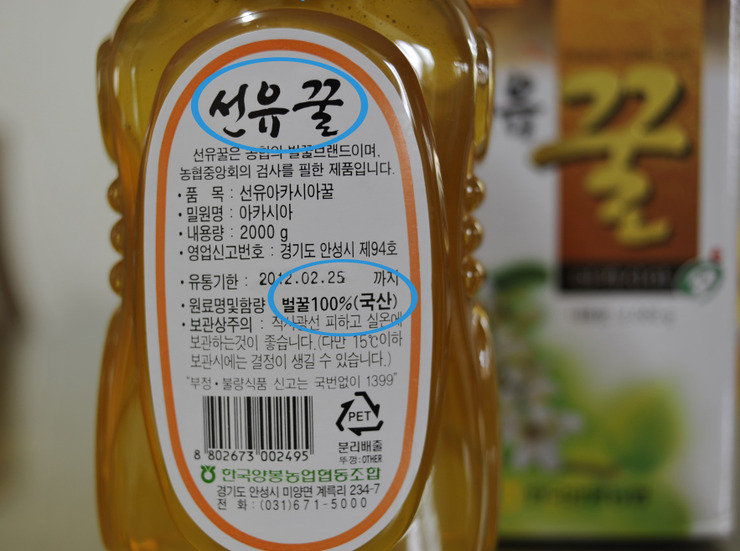 선유꿀
선유꿀은 농협의 벌꿀브랜드이며,
농협중앙회의 검사를 필한 제품입니다.
· 품 목 : 선유아카시아꿀
· 밀원명 : 아카시아
· 내용량 : 2000 g
· 영업신고번호 : 경기도 안성시 제94호
· 유통기한 : 2012.02.25 까지
· 원료명및함량 : 벌꿀100%(국산)
· 보관상주의 : 직사광선 피하고 실온에
보관하는것이 좋습니다.(다만 15℃이하
보관시에는 결정이 생길 수 있습니다.)
"부정·불량식품 신고는 국번없이 1399"
PET
분리배출
뚜껑:OTHER
8 802673 002495
한국양봉농업협동조합
경기도 안성시 미양면 계륵리 234-7
전 화 : (031)671-5000
꿀